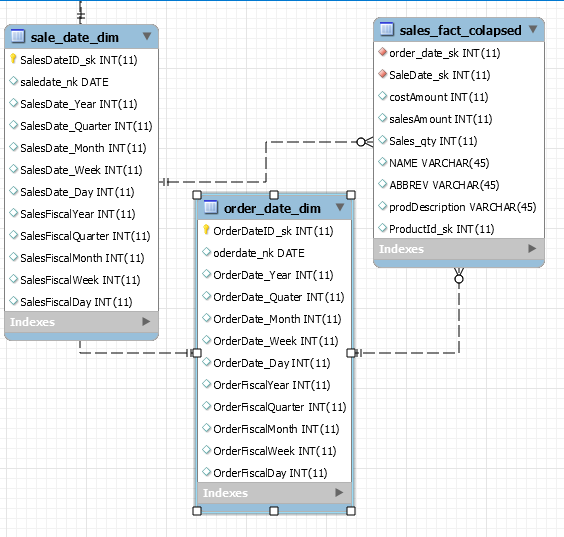 sale_date_dim
SalesDateID_sk INT(11)
saledate_nk DATE
SalesDate_Year INT(11)
SalesDate_Quarter INT(11)
SalesDate_Month INT(11)
SalesDate_Week INT(11)
SalesDate_Day INT(11)
SalesFiscalYear INT(11)
SalesFiscalQuarter INT(11)
SalesFiscalMonth INT(11)
SalesFiscalWeek INT(11)
SalesFiscalDay INT(11)
Indexes
order_date_dim
OrderDateID_sk INT(11)
oderdate_nk DATE
OrderDate_Year INT(11)
OrderDate_Quater INT(11)
OrderDate_Month INT(11)
OrderDate_Week INT(11)
OrderDate_Day INT(11)
OrderFiscalYear INT(11)
OrderFiscalQuarter INT(11)
OrderFiscalMonth INT(11)
OrderFiscalWeek INT(11)
OrderFiscalDay INT(11)
Indexes
sales_fact_colapsed
order_date_sk INT(11)
SaleDate_sk INT(11)
costAmount INT(11)
salesAmount INT(11)
Sales_qty INT(11)
NAME VARCHAR(45)
ABBREV VARCHAR(45)
prodDescription VARCHAR(45)
ProductId_sk INT(11)
Indexes